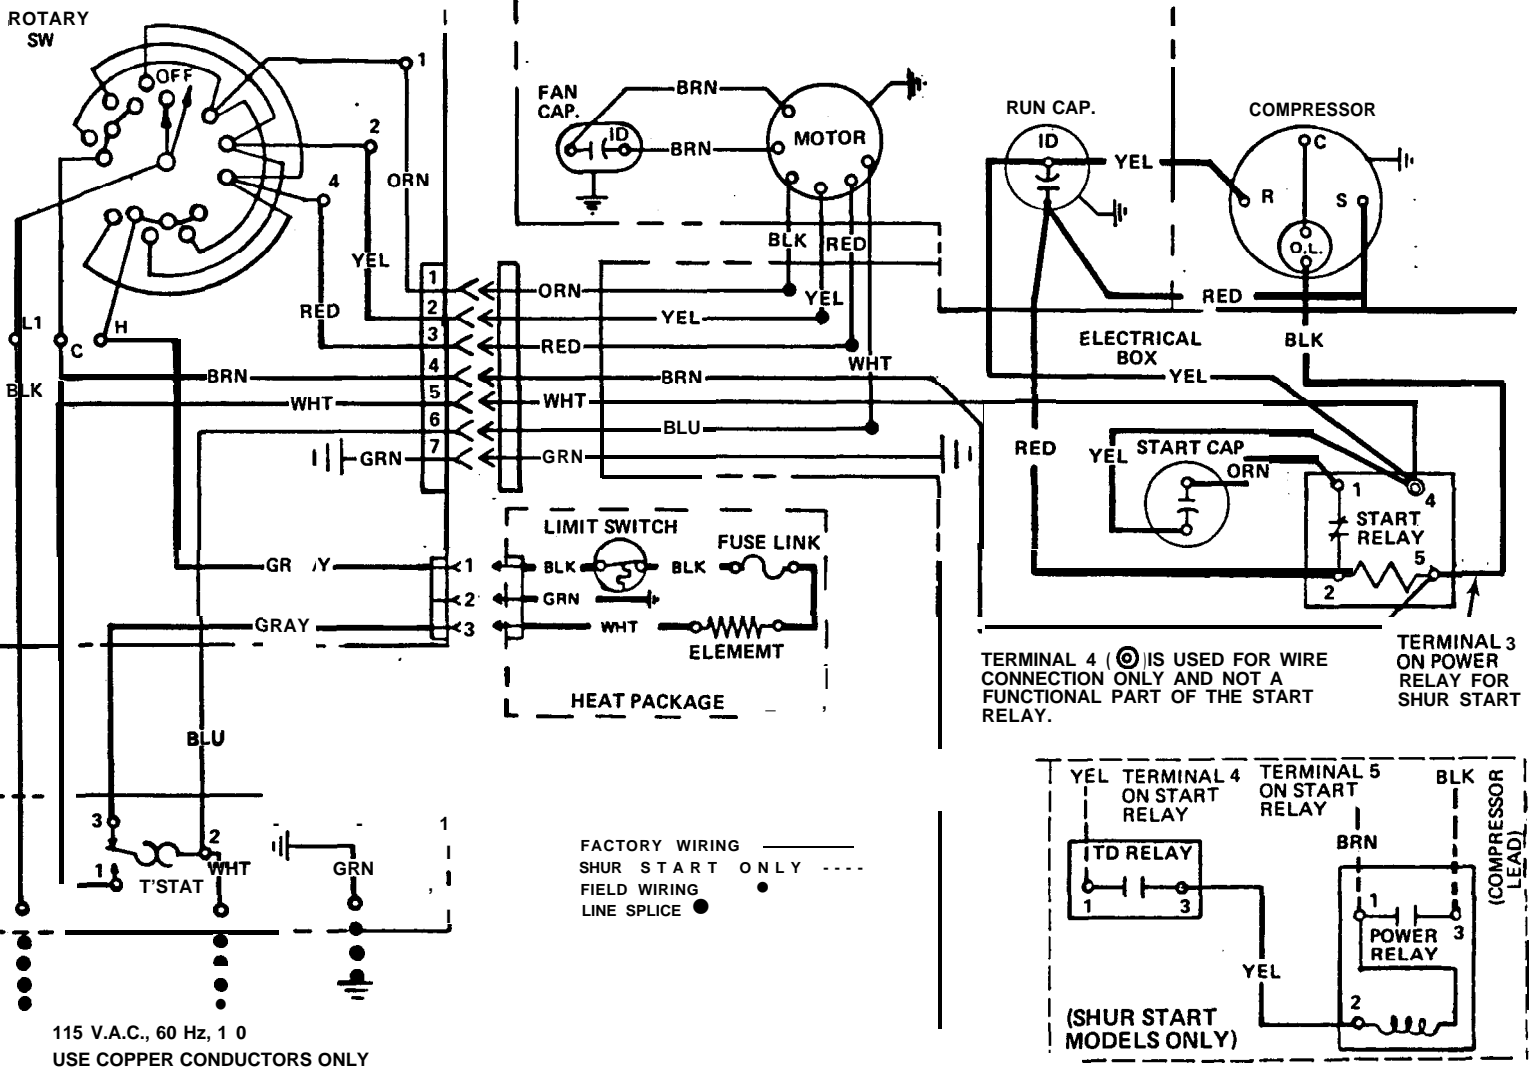 ROTARY
SW
OFF
1
2
4
ORN
YEL
RED
L1
C
H
BLK
BRN
WHT
GRN
FAN
CAP.
ID
BRN
BRN
MOTOR
BLK
RED
YEL
WHT
1
2
3
4
5
6
7
ORN
YEL
RED
BRN
WHT
BLU
GRN
RUN CAP.
ID
YEL
COMPRESSOR
C
R
S
O.L.
RED
BLK
ELECTRICAL
BOX
YEL
RED
YEL
START CAP
ORN
1
4
START
RELAY
5
2
GR /Y
GRAY
1
2
3
LIMIT SWITCH
FUSE LINK
BLK
BLK
GRN
WHT
ELEMEMT
HEAT PACKAGE
TERMINAL 4 ( ) IS USED FOR WIRE
CONNECTION ONLY AND NOT A
FUNCTIONAL PART OF THE START
RELAY.
TERMINAL 3
ON POWER
RELAY FOR
SHUR START
BLU
3
2
1
WHT
T'STAT
GRN
1
FACTORY WIRING
SHUR START ONLY ----
FIELD WIRING
LINE SPLICE
YEL
TERMINAL 4
ON START
RELAY
TERMINAL 5
ON START
RELAY
BLK
(COMPRESSOR
LEAD)
BRN
TD RELAY
1
3
1
3
POWER
RELAY
YEL
2
(SHUR START
MODELS ONLY)
115 V.A.C., 60 Hz, 1 0
USE COPPER CONDUCTORS ONLY